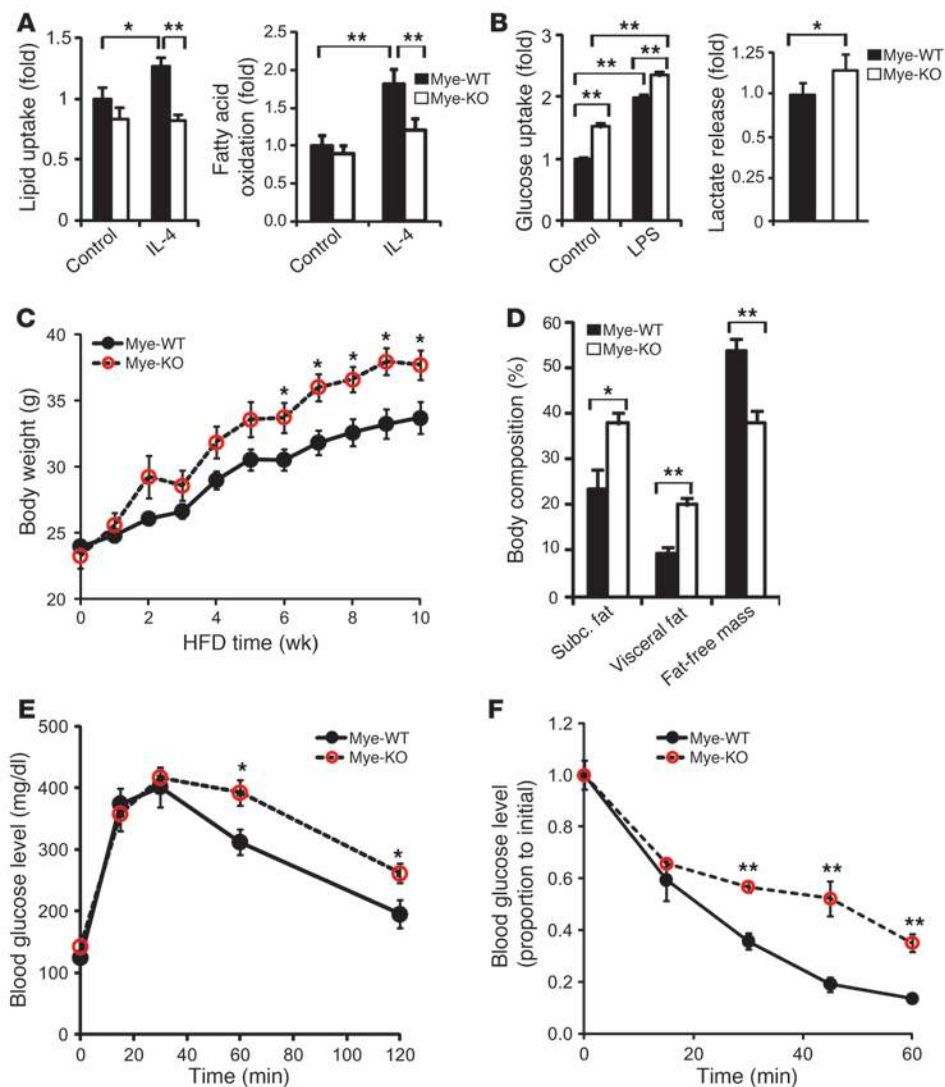 A
Lipid uptake (fold)
1.5
1
0.5
0
*
**
Control
IL-4
Fatty acid
oxidation (fold)
2.5
2.0
1.5
1.0
0.5
0
**
**
Mye-WT
Mye-KO
Control
IL-4
B
Glucose uptake (fold)
3
2
1
0
**
**
**
**
Control
LPS
Mye-WT
Mye-KO
Lactate release (fold)
1.25
1.0
1.25
0
*
C
Mye-WT
Mye-KO
Body weight (g)
40
35
30
25
20
* * * * *
0 2 4 6 8 10
HFD time (wk)
D
Mye-WT
Mye-KO
Body composition (%)
60
50
40
20
10
0
*
**
**
Subc. fat
Visceral fat
Fat-free mass
E
Mye-WT
Mye-KO
Blood glucose level (mg/dl)
500
400
300
200
100
0
*
*
0 20 40 60 80 100 120
Time (min)
F
Mye-WT
Mye-KO
Blood glucose level
(proportion to initial)
1.2
1.0
0.8
0.6
0.4
0.2
0.0
**
**
**
0 20 40 60
Time (min)